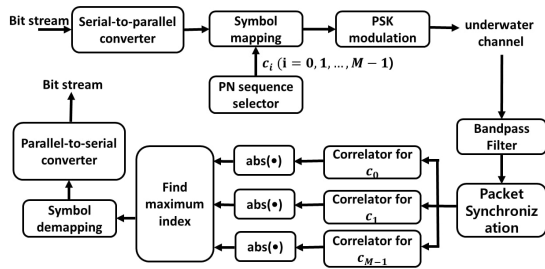 Bit stream
Serial-to-parallel
converter
Symbol
mapping
PSK
modulation
underwater
channel
c_i (i = 0, 1, ..., M − 1)
PN sequence
selector
Bandpass
Filter
Packet
Synchroniz
ation
Correlator for
c_0
Correlator for
c_1
Correlator for
c_{M−1}
abs(•)
abs(•)
abs(•)
Find
maximum
index
Symbol
demapping
Parallel-to-serial
converter
Bit stream